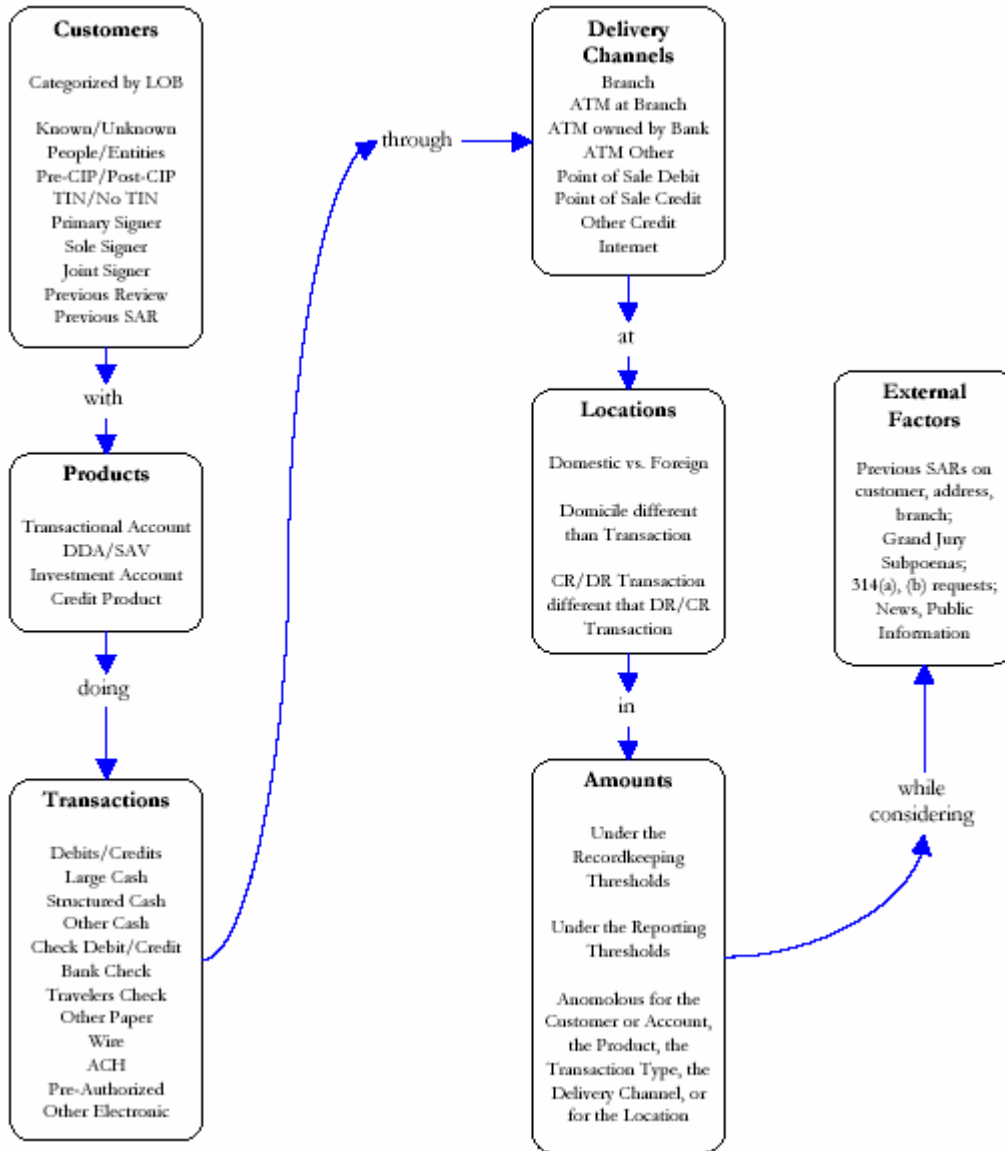 Customers
Categorized by LOB
Known/Unknown
People/Entities
Pre-CIP/Post-CIP
TIN/No TIN
Primary Signer
Sole Signer
Joint Signer
Previous Review
Previous SAR
with
Products
Transactional Account
DDA/SAV
Investment Account
Credit Product
doing
Transactions
Debits/Credits
Large Cash
Structured Cash
Other Cash
Check Debit/Credit
Bank Check
Travelers Check
Other Paper
Wire
ACH
Pre-Authorized
Other Electronic
through
Delivery
Channels
Branch
ATM at Branch
ATM owned by Bank
ATM Other
Point of Sale Debit
Point of Sale Credit
Other Credit
Internet
at
Locations
Domestic vs. Foreign
Domicile different
than Transaction
CR/DR Transaction
different that DR/CR
Transaction
in
Amounts
Under the
Recordkeeping
Thresholds
Under the Reporting
Thresholds
Anomolous for the
Customer or Account,
the Product, the
Transaction Type, the
Delivery Channel, or
for the Location
while
considering
External
Factors
Previous SARs on
customer, address,
branch;
Grand Jury
Subpoenas;
314(a), (b) requests;
News, Public
Information